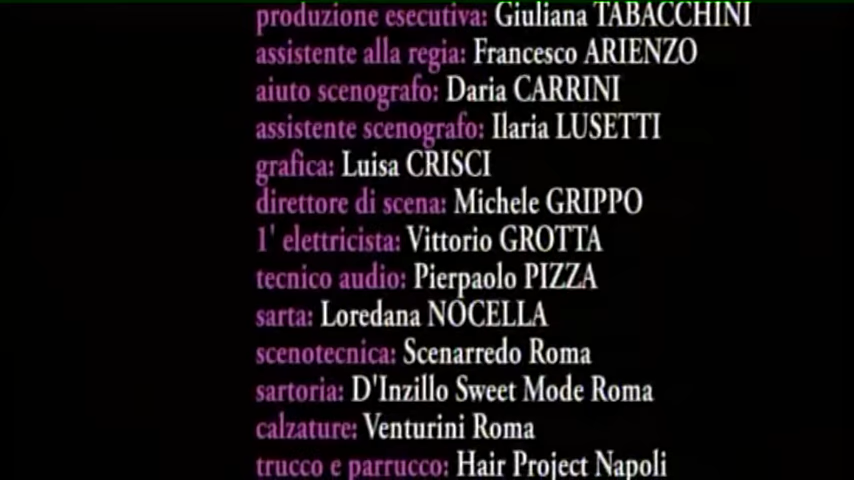 produzione esecutiva: Giuliana TABACCHINI
assistente alla regia: Francesco ARIENZO
aiuto scenografo: Daria CARRINI
assistente scenografo: Ilaria LUSETTI
grafica: Luisa CRISCI
direttore di scena: Michele GRIPPO
1' elettricista: Vittorio GROTTA
tecnico audio: Pierpaolo PIZZA
sarta: Loredana NOCELLA
scenotecnica: Scenarredo Roma
sartoria: D'Inzillo Sweet Mode Roma
calzature: Venturini Roma
trucco e parrucco: Hair Project Napoli